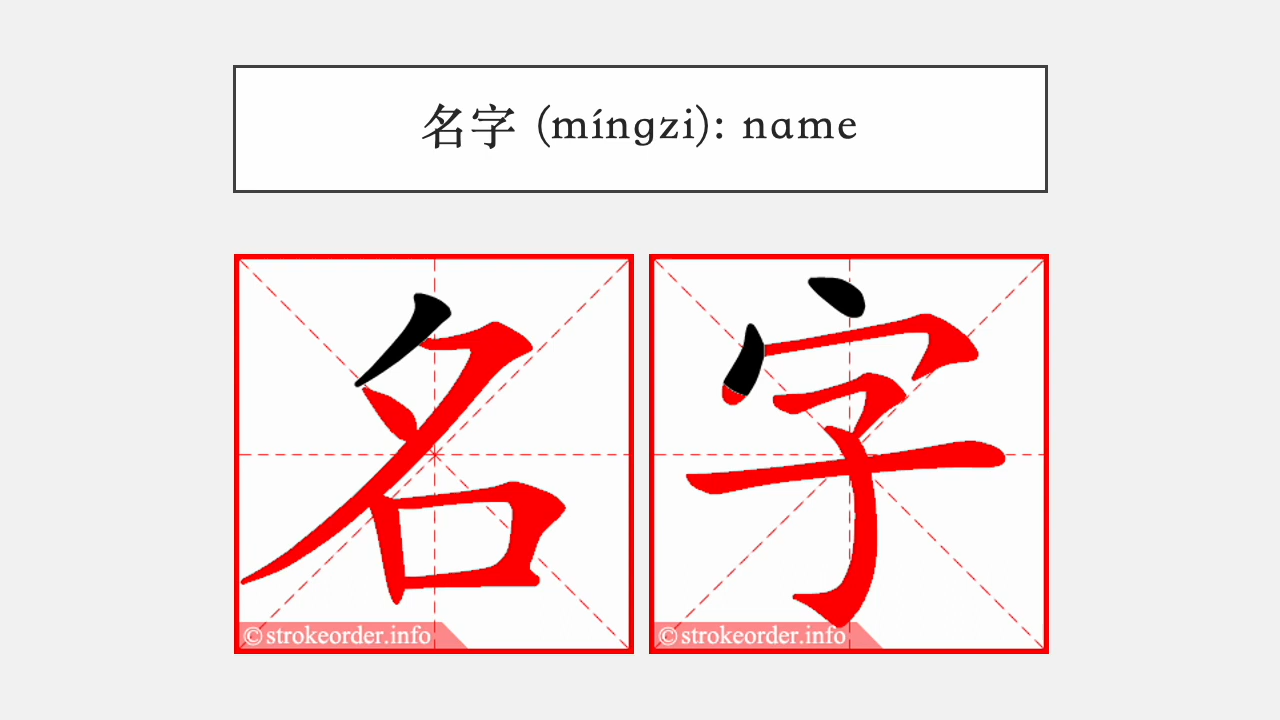 名字 (míngzi): name
名字
© strokeorder.info © strokeorder.info